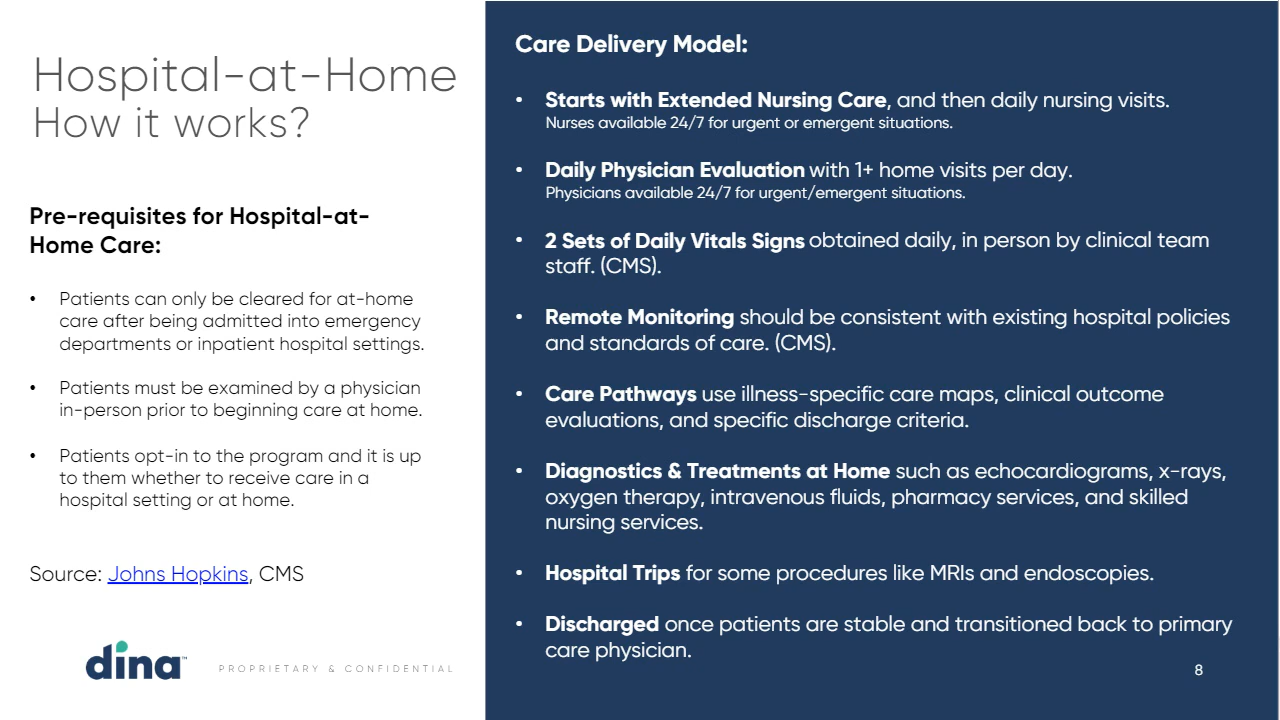 Hospital-at-Home
How it works?
Pre-requisites for Hospital-at-
Home Care:
• Patients can only be cleared for at-home
care after being admitted into emergency
departments or inpatient hospital settings.
• Patients must be examined by a physician
in-person prior to beginning care at home.
• Patients opt-in to the program and it is up
to them whether to receive care in a
hospital setting or at home.
Source: Johns Hopkins, CMS
dina™ PROPRIETARY & CONFIDENTIAL
Care Delivery Model:
• Starts with Extended Nursing Care, and then daily nursing visits.
Nurses available 24/7 for urgent or emergent situations.
• Daily Physician Evaluation with 1+ home visits per day.
Physicians available 24/7 for urgent/emergent situations.
• 2 Sets of Daily Vitals Signs obtained daily, in person by clinical team
staff. (CMS).
• Remote Monitoring should be consistent with existing hospital policies
and standards of care. (CMS).
• Care Pathways use illness-specific care maps, clinical outcome
evaluations, and specific discharge criteria.
• Diagnostics & Treatments at Home such as echocardiograms, x-rays,
oxygen therapy, intravenous fluids, pharmacy services, and skilled
nursing services.
• Hospital Trips for some procedures like MRIs and endoscopies.
• Discharged once patients are stable and transitioned back to primary
care physician.
8